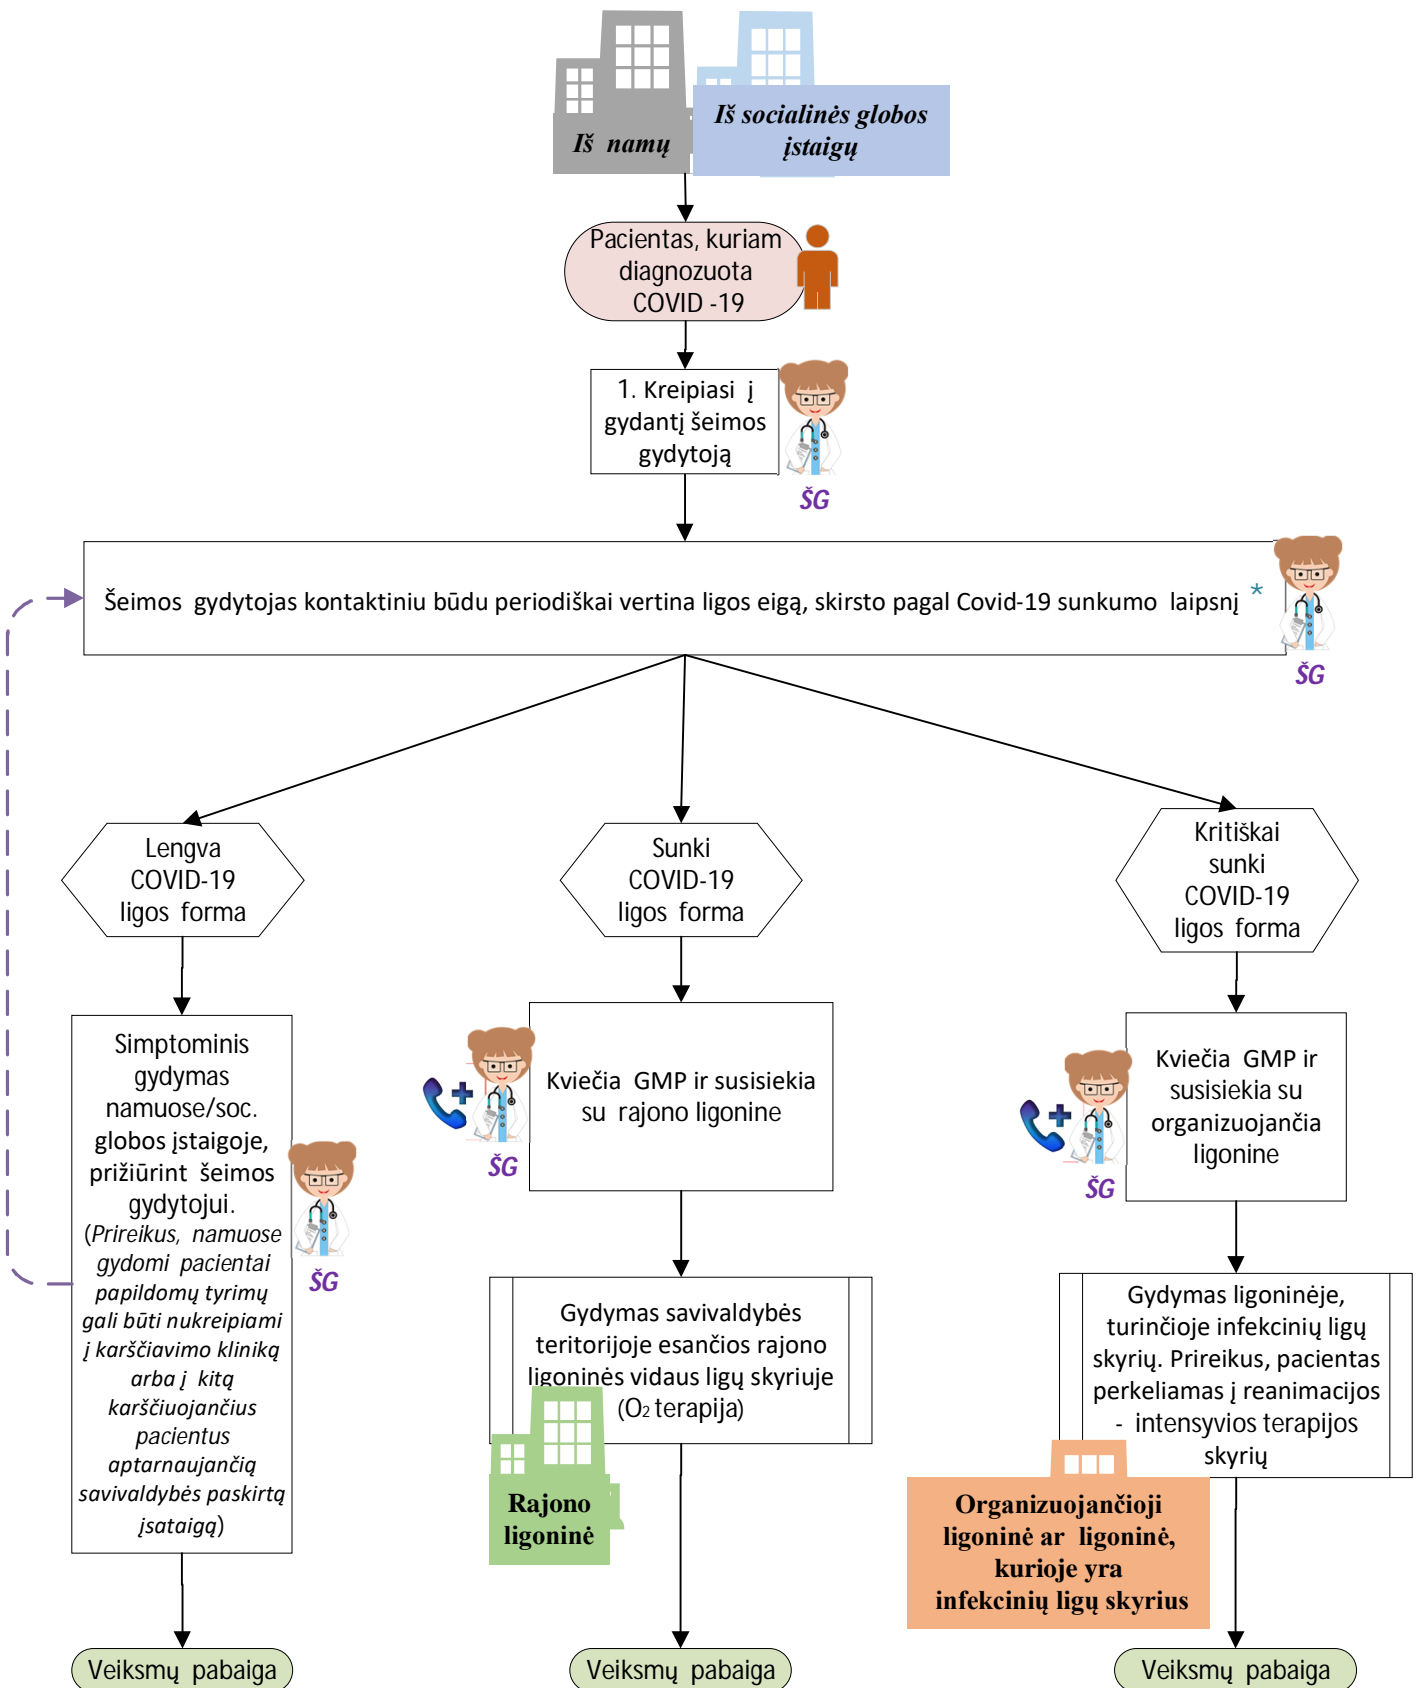 Iš namų
Iš socialinės globos
įstaigų
Pacientas, kuriam
diagnozuota
COVID -19
1. Kreipiasi į
gydantį šeimos
gydytoją
ŠG
Šeimos gydytojas kontaktiniu būdu periodiškai vertina ligos eigą, skirsto pagal Covid-19 sunkumo laipsnį *
ŠG
Lengva
COVID-19
ligos forma
Sunki
COVID-19
ligos forma
Kritiškai
sunki
COVID-19
ligos forma
Simptominis
gydymas
namuose/soc.
globos įstaigoje,
prižiūrint šeimos
gydytojui.
(Prireikus, namuose
gydomi pacientai
papildomų tyrimų
gali būti nukreipiami
į karščiavimo kliniką
arba į kitą
karščiuojančius
pacientus
aptarnaujančią
savivaldybės paskirtą
įsataigą)
ŠG
Kviečia GMP ir susisiekia
su rajono ligonine
ŠG
Kviečia GMP ir
susisiekia su
organizuojančia
ligonine
ŠG
Gydymas savivaldybės
teritorijoje esančios rajono
ligoninės vidaus ligų skyriuje
(O2 terapija)
Rajono
ligoninė
Gydymas ligoninėje,
turinčioje infekcinių ligų
skyrių. Prireikus, pacientas
perkeliamas į reanimacijos
- intensyvios terapijos
skyrių
Organizuojančioji
ligoninė ar ligoninė,
kurioje yra
infekcinių ligų skyrius
Veiksmų pabaiga
Veiksmų pabaiga
Veiksmų pabaiga